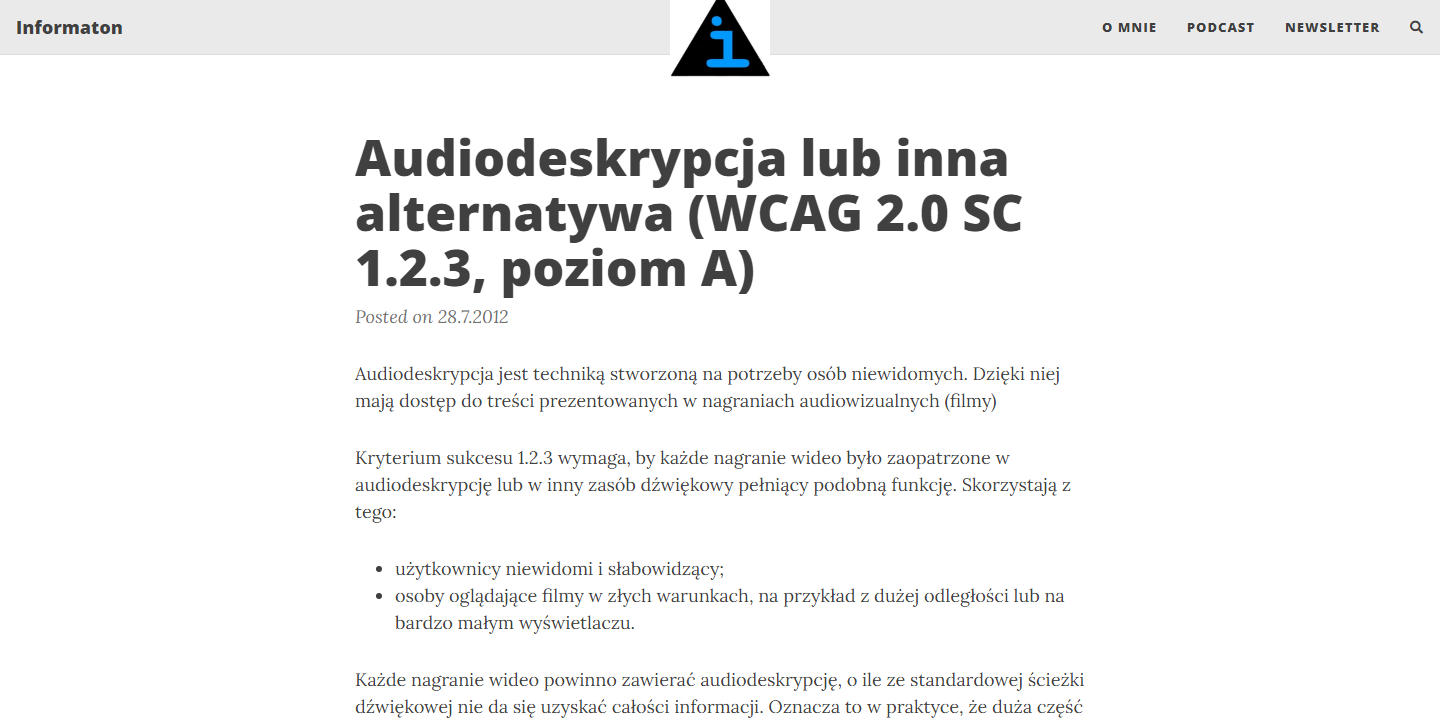 Informaton
i
O MNIE PODCAST NEWSLETTER
Audiodeskrypcja lub inna
alternatywa (WCAG 2.0 SC
1.2.3, poziom A)
Posted on 28.7.2012
Audiodeskrypcja jest techniką stworzoną na potrzeby osób niewidomych. Dzięki niej
mają dostęp do treści prezentowanych w nagraniach audiowizualnych (filmy)
Kryterium sukcesu 1.2.3 wymaga, by każde nagranie wideo było zaopatrzone w
audiodeskrypcję lub w inny zasób dźwiękowy pełniący podobną funkcję. Skorzystają z
tego:
użytkownicy niewidomi i słabowidzący;
osoby oglądające filmy w złych warunkach, na przykład z dużej odległości lub na
bardzo małym wyświetlaczu.
Każde nagranie wideo powinno zawierać audiodeskrypcję, o ile ze standardowej ścieżki
dźwiękowej nie da się uzyskać całości informacji. Oznacza to w praktyce, że duża część